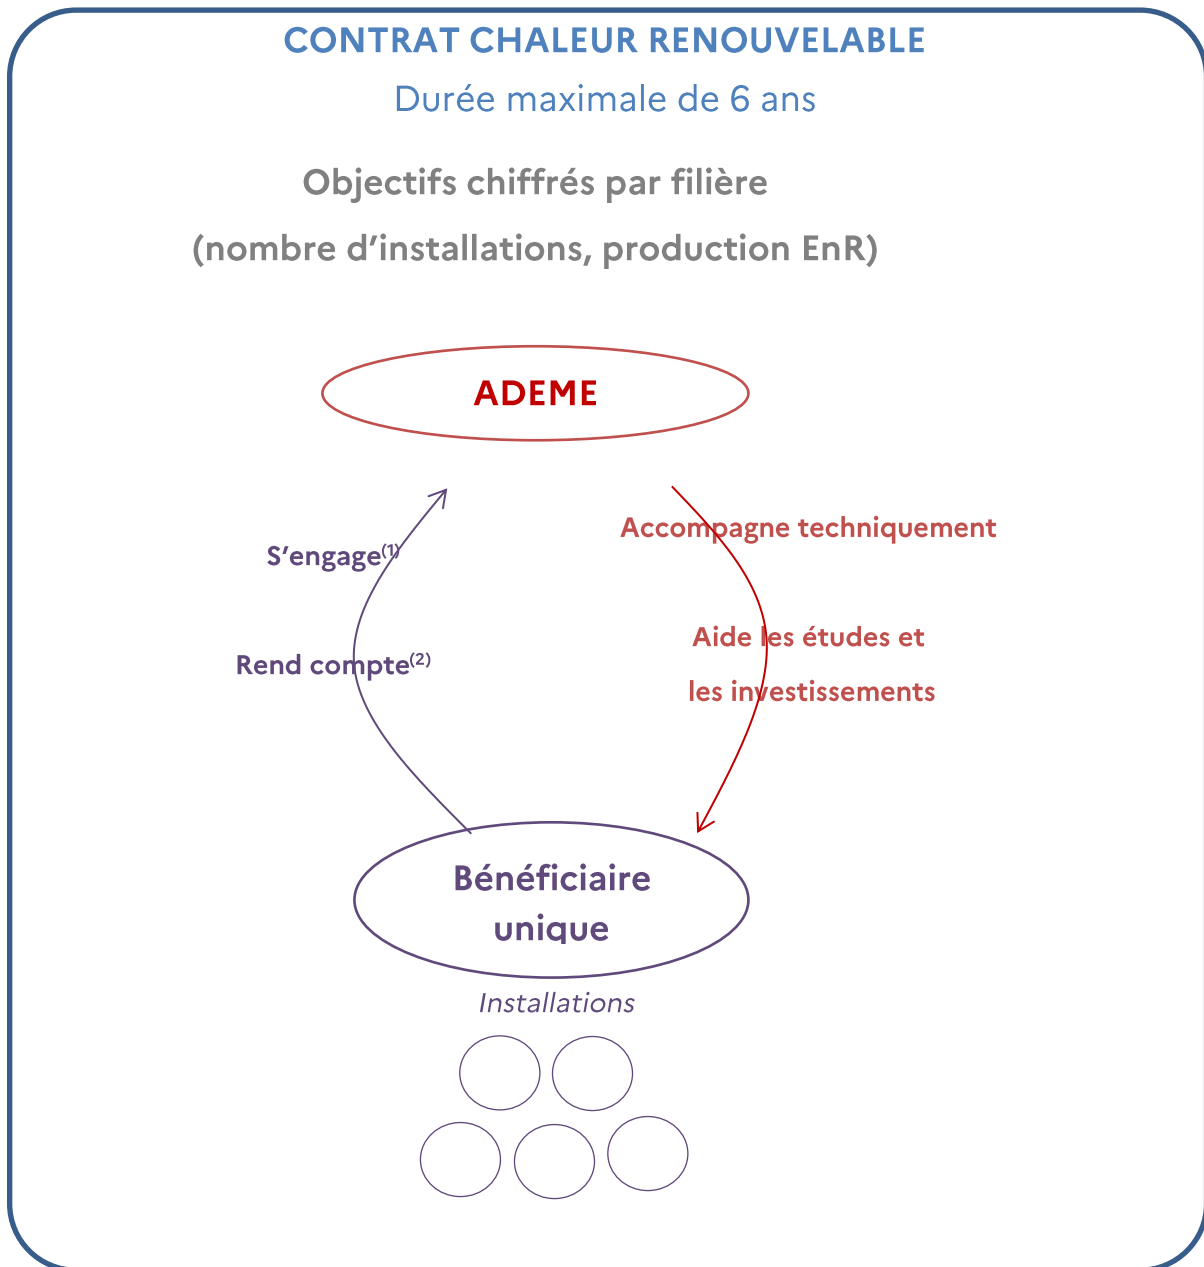 CONTRAT CHALEUR RENOUVELABLE
Durée maximale de 6 ans
Objectifs chiffrés par filière
(nombre d’installations, production EnR)
ADEME
Accompagne techniquement
S’engage(1)
Aide les études et
Rend compte(2)
les investissements
Bénéficiaire
unique
Installations